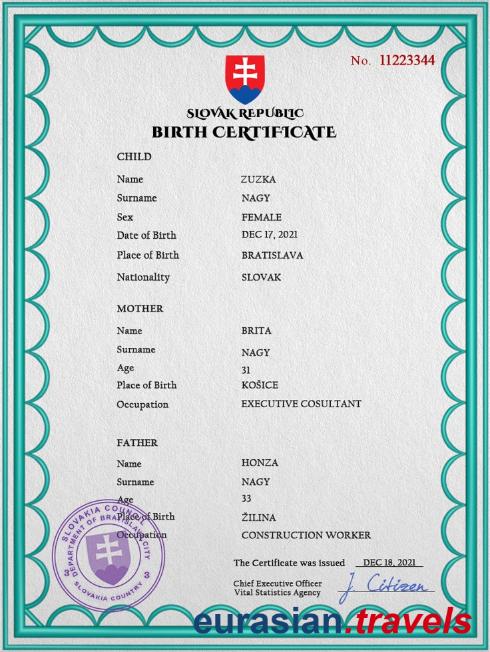 No. 11223344
SLOVAK REPUBLIC
BIRTH CERTIFICATE
CHILD
Name ZUZKA
Surname NAGY
Sex FEMALE
Date of Birth DEC 17, 2021
Place of Birth BRATISLAVA
Nationality SLOVAK
MOTHER
Name BRITA
Surname NAGY
Age 31
Place of Birth KOŠICE
Occupation EXECUTIVE COSULTANT
FATHER
Name HONZA
Surname NAGY
Age 33
Place of Birth ŽILINA
Occupation CONSTRUCTION WORKER
SLOVAKIA COUNCIL
DEPARTMENT OF BRATISLAVA CITY
3 3
SLOVAKIA COUNTRY
The Certificate was issued DEC 18, 2021
Chief Executive Officer
Vital Statistics Agency
J. Citizen
eurasian.travels